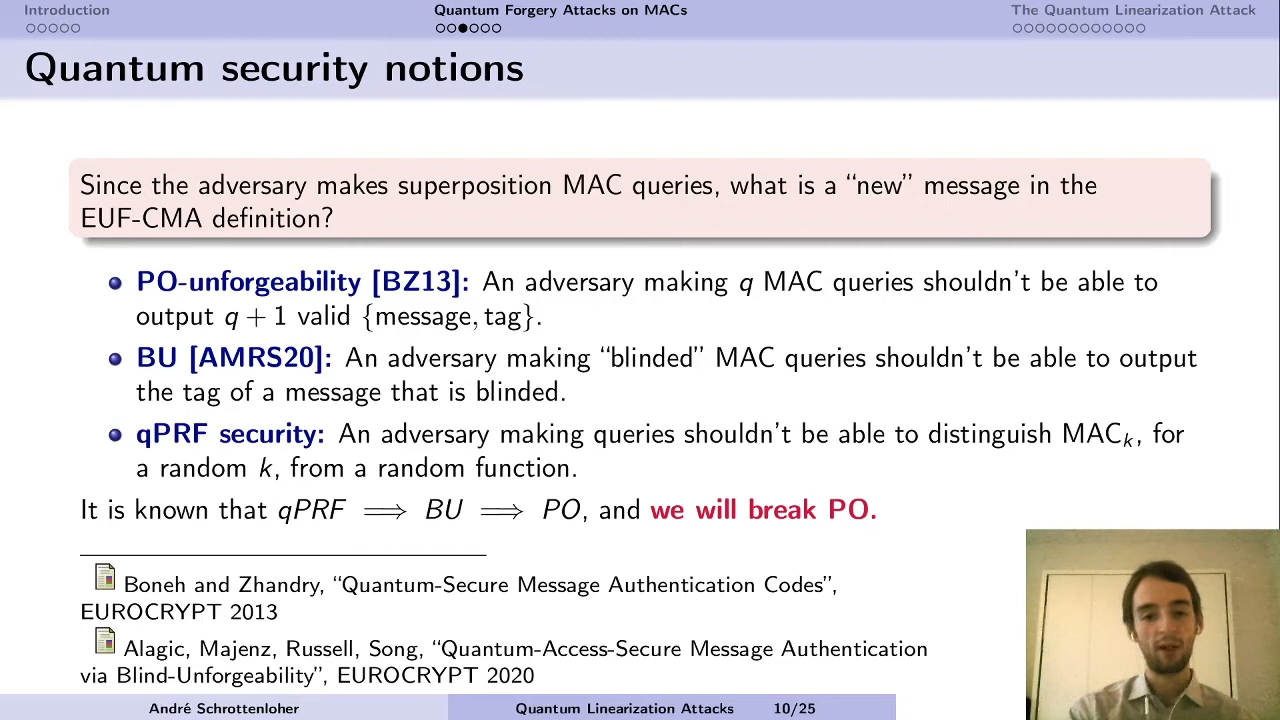 Introduction
Quantum Forgery Attacks on MACs
The Quantum Linearization Attack
Quantum security notions
Since the adversary makes superposition MAC queries, what is a “new” message in the
EUF-CMA definition?
PO-unforgeability [BZ13]: An adversary making q MAC queries shouldn't be able to
output q + 1 valid {message, tag}.
BU [AMRS20]: An adversary making “blinded” MAC queries shouldn't be able to output
the tag of a message that is blinded.
qPRF security: An adversary making queries shouldn't be able to distinguish MACₖ, for
a random k, from a random function.
It is known that qPRF ⟹ BU ⟹ PO, and we will break PO.
Boneh and Zhandry, “Quantum-Secure Message Authentication Codes”,
EUROCRYPT 2013
Alagic, Majenz, Russell, Song, “Quantum-Access-Secure Message Authentication
via Blind-Unforgeability”, EUROCRYPT 2020
André Schrottenloher
Quantum Linearization Attacks
10/25